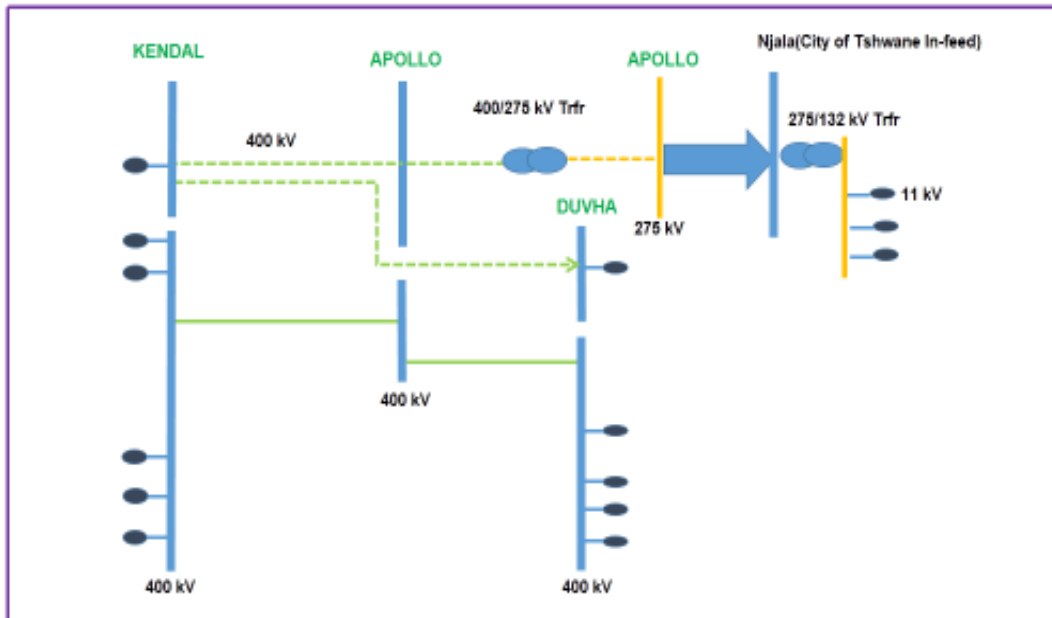 Njala(City of Tshwane In-feed)
KENDAL
APOLLO
APOLLO
400/275 kV Trfr
275/132 kV Trfr
400 kV
11 kV
DUVHA
275 kV
400 kV
400 kV
400 kV